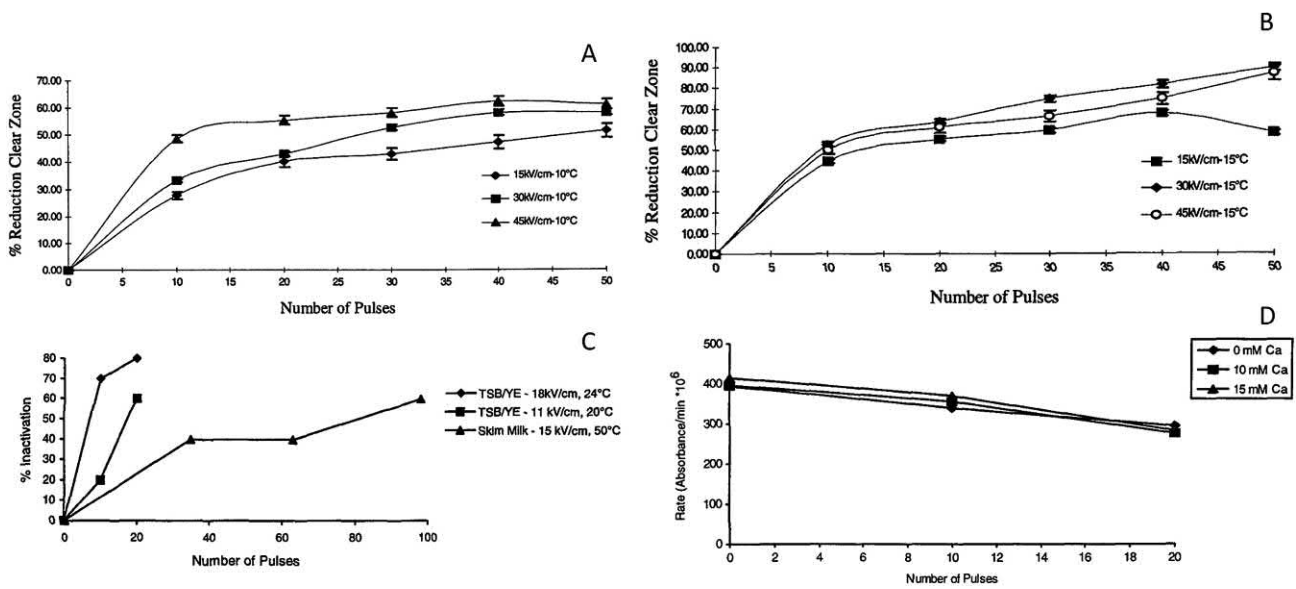 A
% Reduction Clear Zone
70.00
60.00
50.00
40.00
30.00
20.00
10.00
0.00
0 5 10 15 20 25 30 35 40 45 50
Number of Pulses
15kV/cm-10°C
30kV/cm-10°C
45kV/cm-10°C
B
% Reduction Clear Zone
100.00
90.00
80.00
70.00
60.00
50.00
40.00
30.00
20.00
10.00
0.00
0 5 10 15 20 25 30 35 40 45 50
Number of Pulses
15kV/cm-15°C
30kV/cm-15°C
45kV/cm-15°C
C
% Inactivation
80
70
60
50
40
30
20
10
0
0 20 40 60 80 100
Number of Pulses
TSB/YE - 18kV/cm, 24°C
TSB/YE - 11 kV/cm, 20°C
Skim Milk - 15 kV/cm, 50°C
D
Rate (Absorbance/min *10⁶
500
400
300
200
100
0
0 2 4 6 8 10 12 14 16 18 20
Number of Pulses
0 mM Ca
10 mM Ca
15 mM Ca